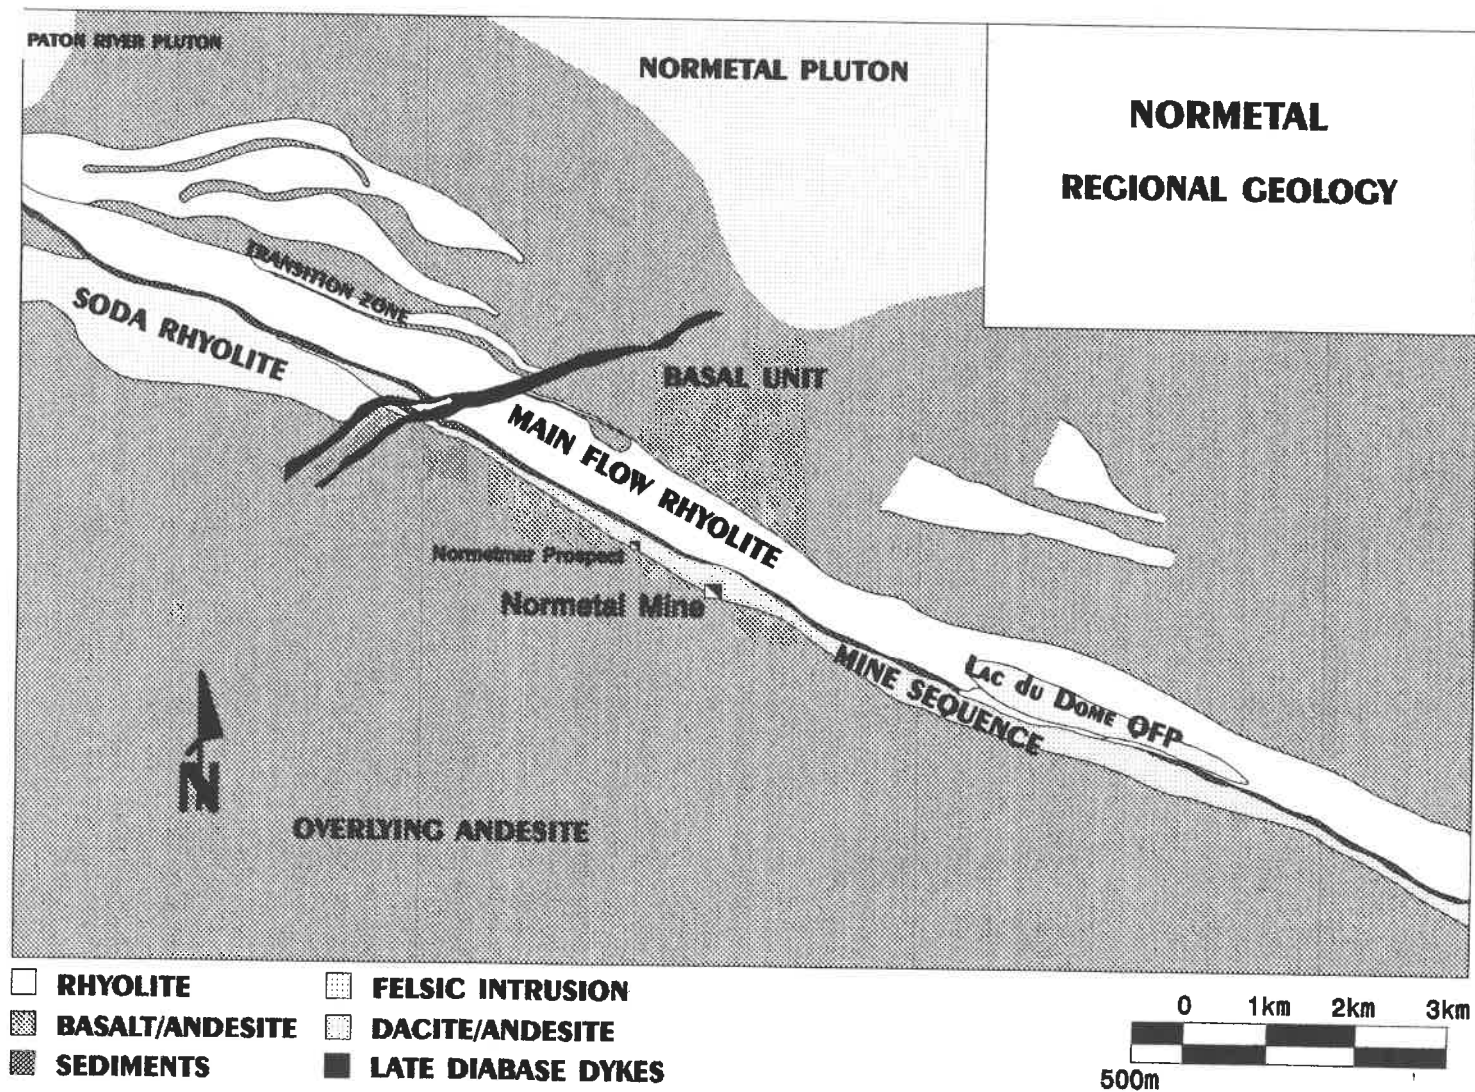 PATON RIVER PLUTON
NORMETAL PLUTON
NORMETAL
REGIONAL GEOLOGY
TRANSITION ZONE
SODA RHYOLITE
BASAL UNIT
MAIN FLOW RHYOLITE
Normetmar Prospect
Normetal Mine
MINE SEQUENCE
LAC DU DOME QFP
N
OVERLYING ANDESITE
RHYOLITE
FELSIC INTRUSION
BASALT/ANDESITE
DACITE/ANDESITE
SEDIMENTS
LATE DIABASE DYKES
0 1km 2km 3km
500m